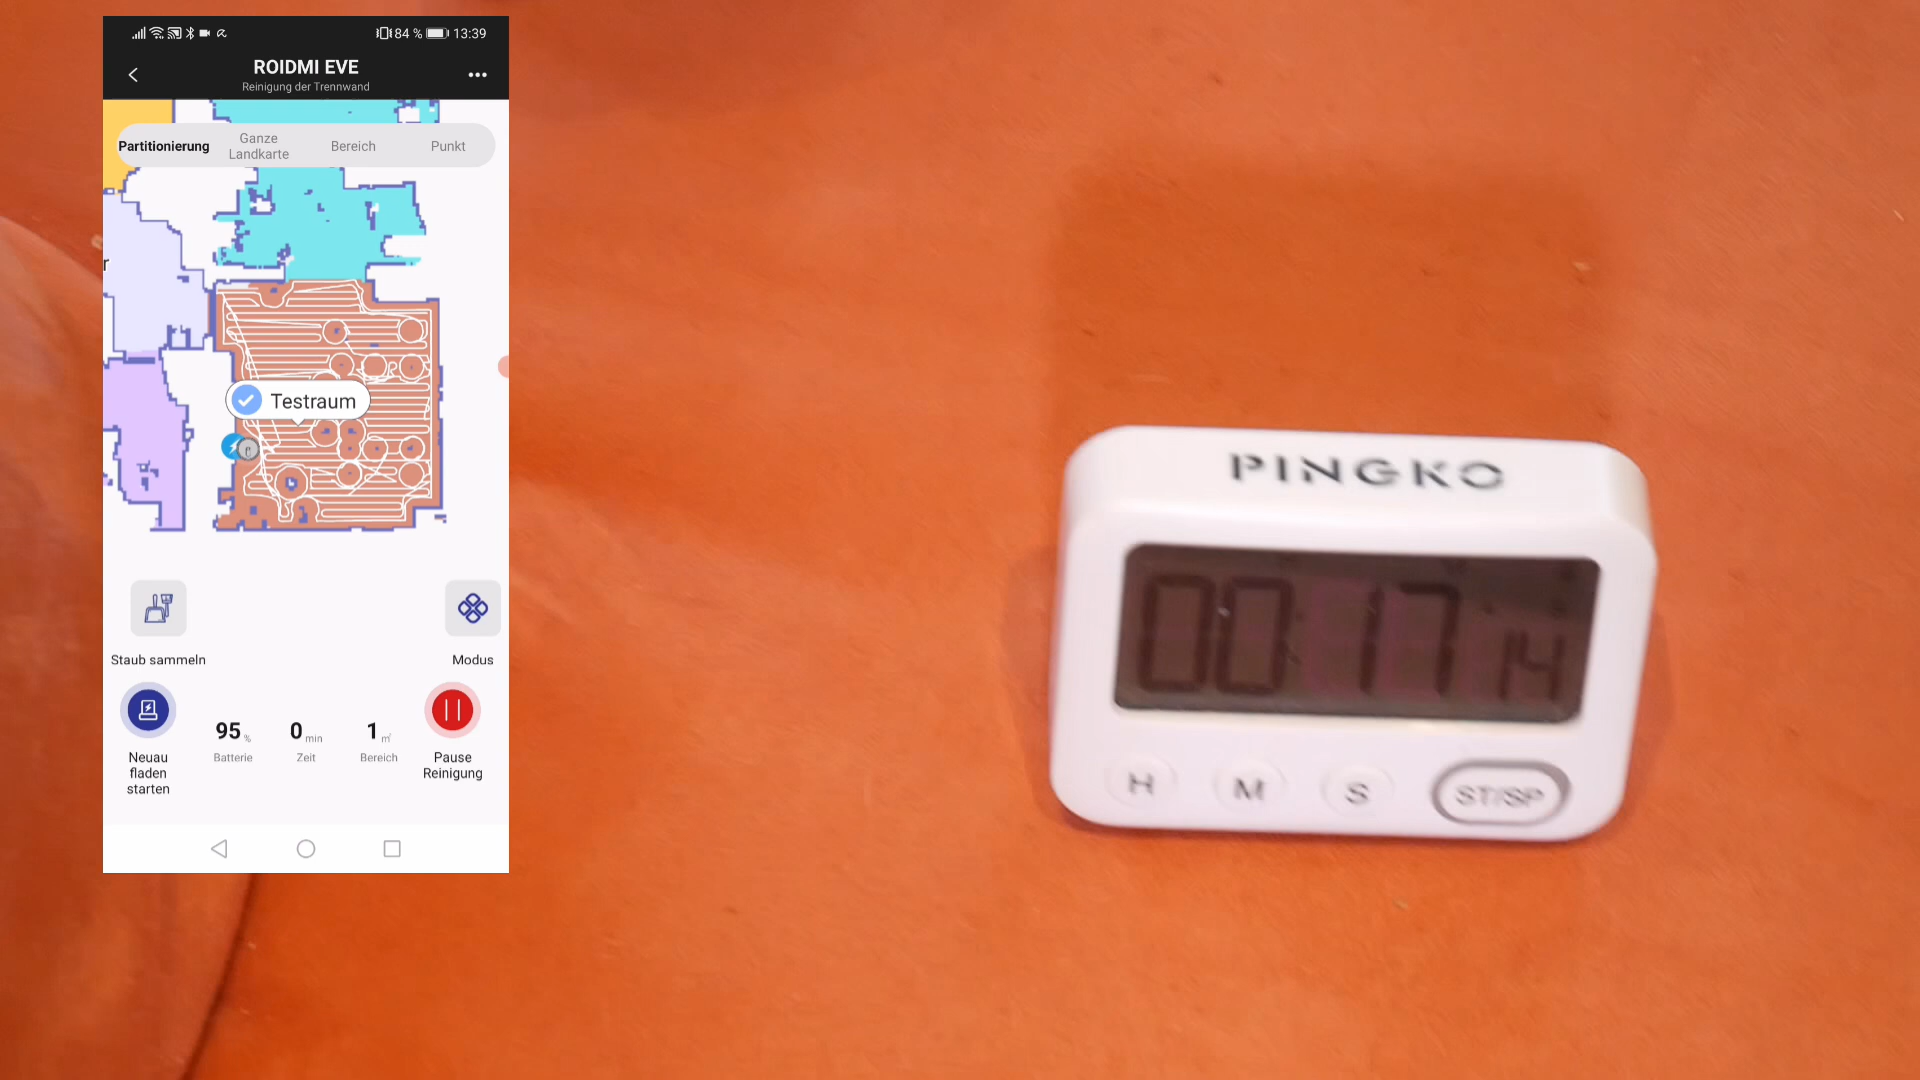 84 % 13:39
ROIDMI EVE
Reinigung der Trennwand
Partitionierung
Ganze
Landkarte
Bereich
Punkt
r
Testraum
Staub sammeln
Modus
95 %
Batterie
0 min
Zeit
1 m²
Bereich
Neuau
fladen
starten
Pause
Reinigung
PINGKO
00 17 14
H M S ST/SP